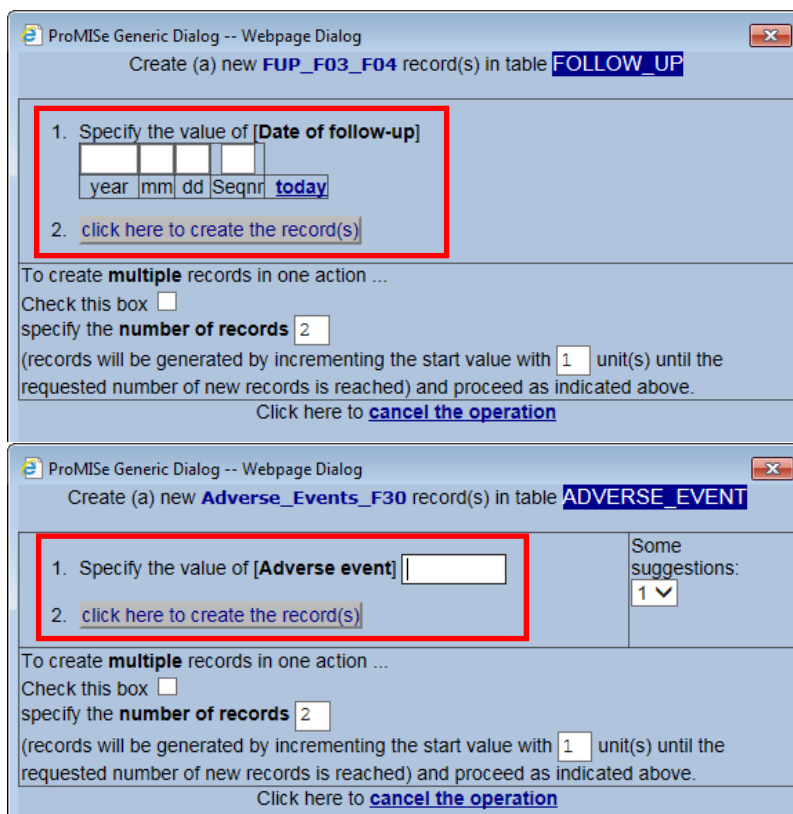 ProMISe Generic Dialog -- Webpage Dialog
Create (a) new FUP_F03_F04 record(s) in table FOLLOW_UP
1. Specify the value of [Date of follow-up]
year mm dd Seqnr today
2. click here to create the record(s)
To create multiple records in one action ...
Check this box
specify the number of records 2
(records will be generated by incrementing the start value with 1 unit(s) until the
requested number of new records is reached) and proceed as indicated above.
Click here to cancel the operation
ProMISe Generic Dialog -- Webpage Dialog
Create (a) new Adverse_Events_F30 record(s) in table ADVERSE_EVENT
1. Specify the value of [Adverse event]
2. click here to create the record(s)
Some
suggestions:
1
To create multiple records in one action ...
Check this box
specify the number of records 2
(records will be generated by incrementing the start value with 1 unit(s) until the
requested number of new records is reached) and proceed as indicated above.
Click here to cancel the operation